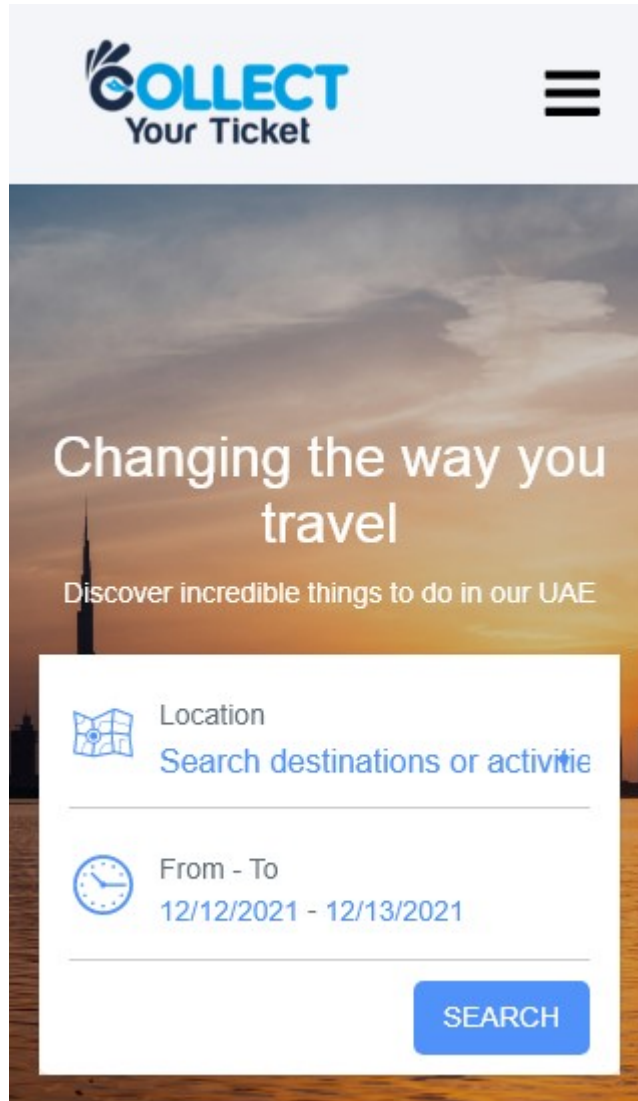 COLLECT
Your Ticket
Changing the way you
travel
Discover incredible things to do in our UAE
Location
Search destinations or activitie
From - To
12/12/2021 - 12/13/2021
SEARCH